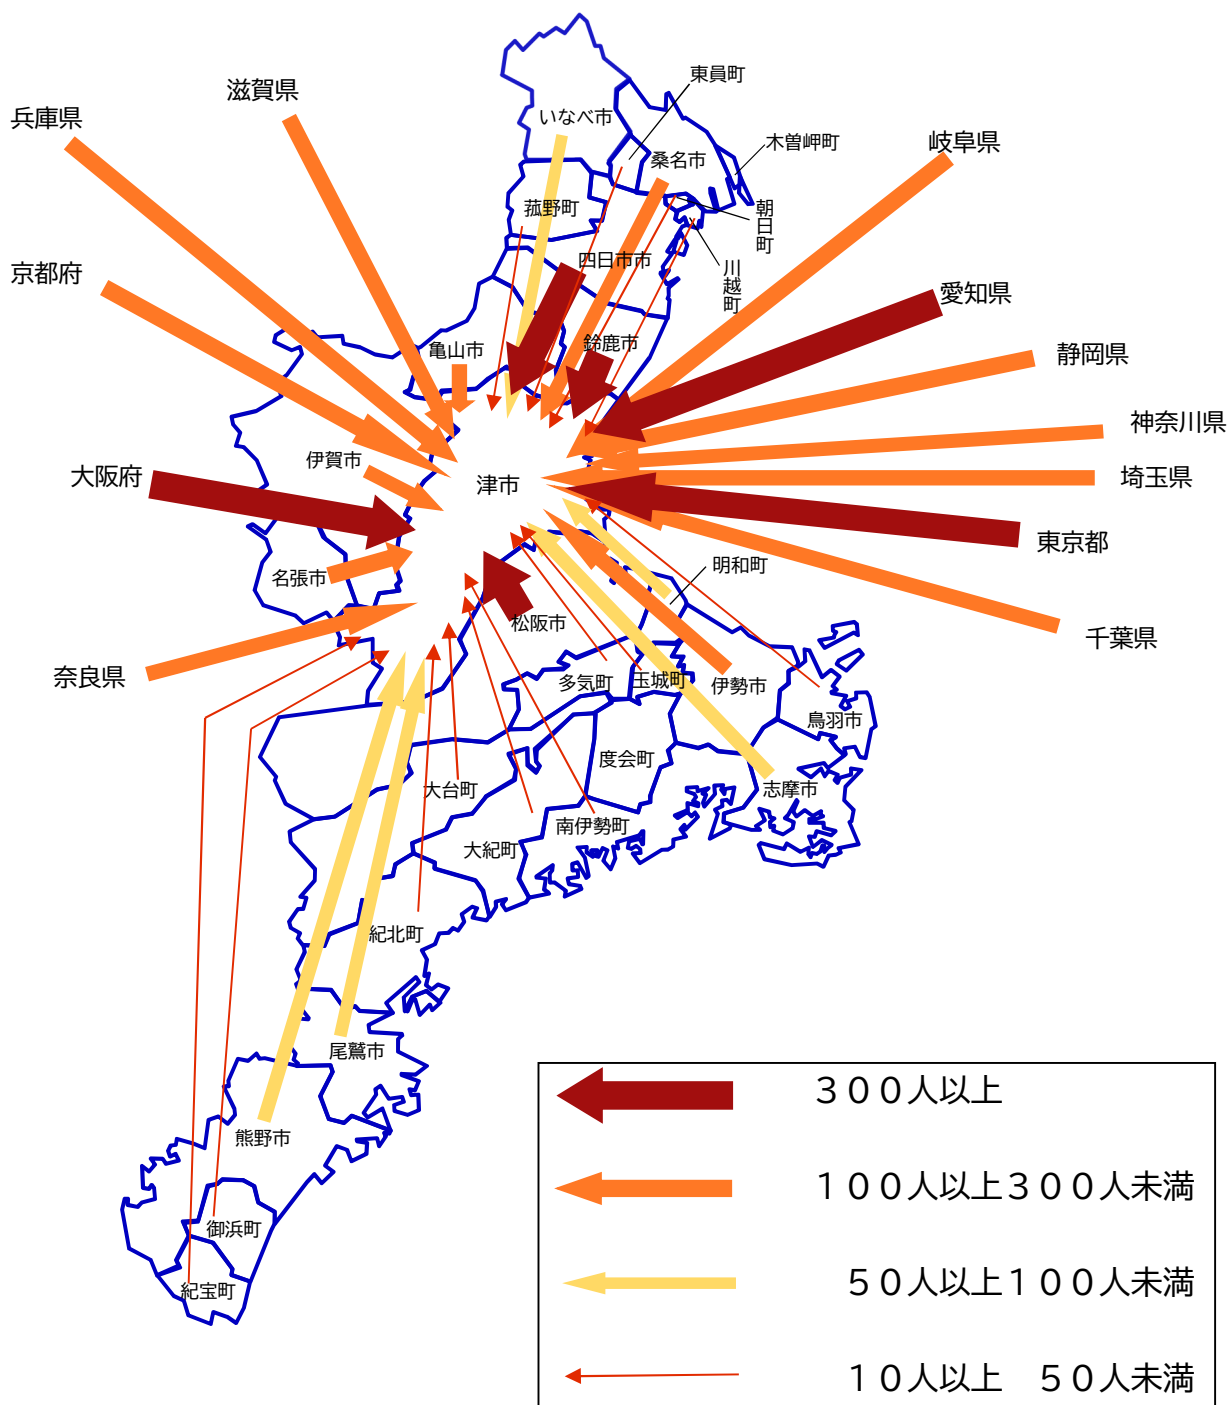 東員町
滋賀県
兵庫県
いなべ市
木曽岬町
岐阜県
桑名市
菰野町
朝日町
四日市市
京都府
川越町
愛知県
鈴鹿市
亀山市
静岡県
神奈川県
伊賀市
大阪府
津市
埼玉県
東京都
明和町
名張市
松阪市
千葉県
奈良県
多気町
玉城町
伊勢市
鳥羽市
度会町
大台町
志摩市
南伊勢町
大紀町
紀北町
尾鷲市
熊野市
御浜町
紀宝町
３００人以上
１００人以上３００人未満
５０人以上１００人未満
１０人以上　５０人未満